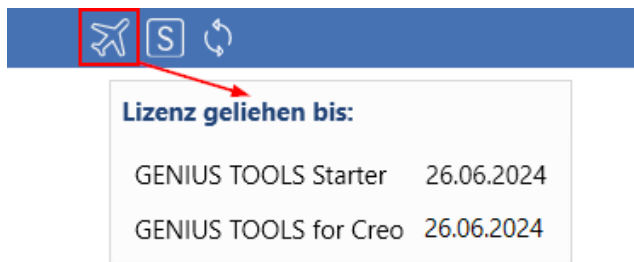 S
Lizenz geliehen bis:
GENIUS TOOLS Starter 26.06.2024
GENIUS TOOLS for Creo 26.06.2024